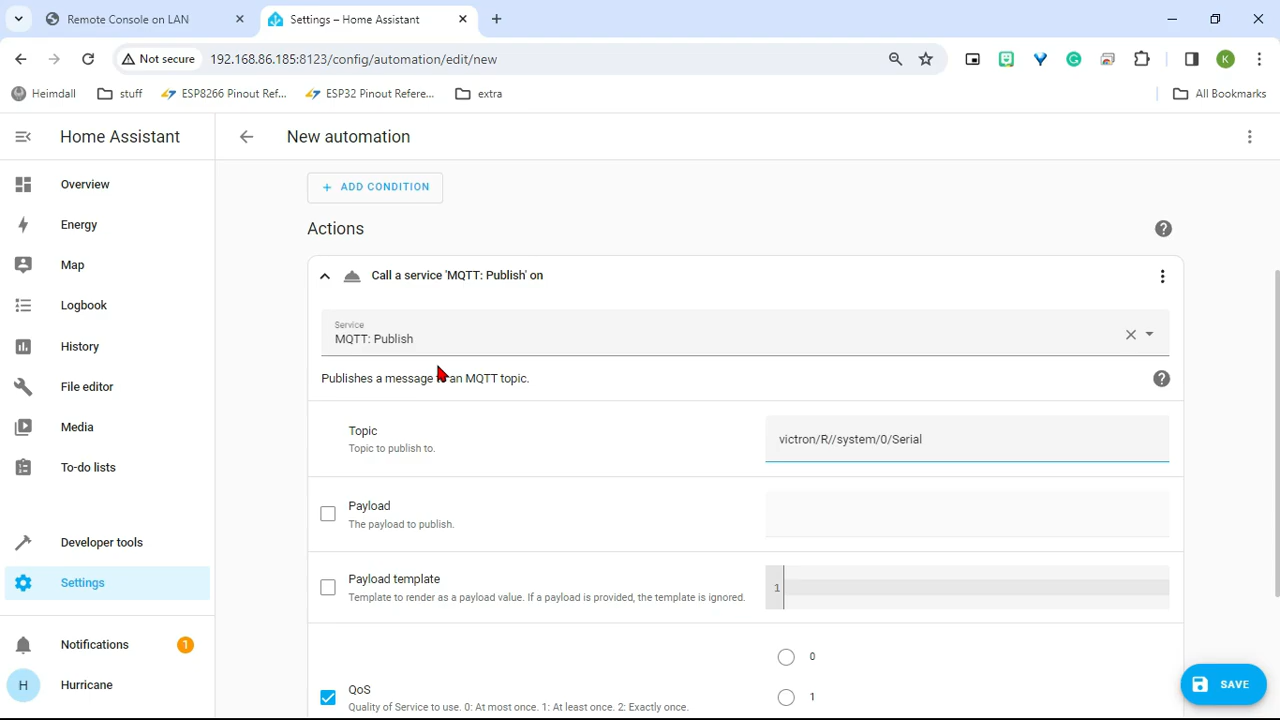 Remote Console on LAN
Settings – Home Assistant
Not secure
192.168.86.185:8123/config/automation/edit/new
K
Heimdall
stuff
ESP8266 Pinout Ref...
ESP32 Pinout Refere...
extra
All Bookmarks
Home Assistant
New automation
Overview
Energy
Map
Logbook
History
File editor
Media
To-do lists
Developer tools
Settings
Notifications
1
H
Hurricane
+ ADD CONDITION
Actions
Call a service 'MQTT: Publish' on
Service
MQTT: Publish
Publishes a message to an MQTT topic.
Topic
Topic to publish to.
victron/R//system/0/Serial
Payload
The payload to publish.
Payload template
Template to render as a payload value. If a payload is provided, the template is ignored.
1
0
QoS
Quality of Service to use. 0: At most once. 1: At least once. 2: Exactly once.
1
SAVE